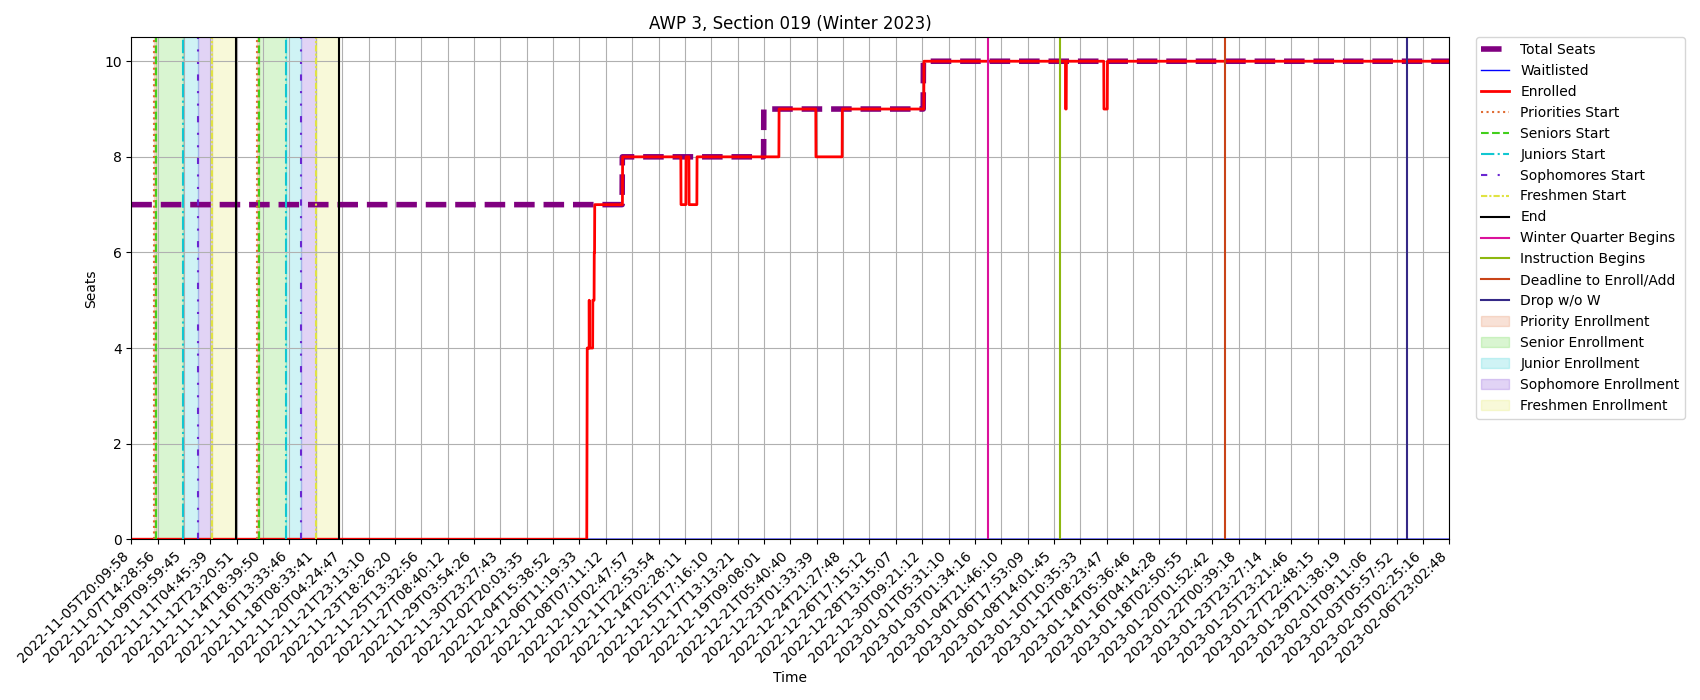 AWP 3, Section 019 (Winter 2023)
Seats
10
8
6
4
2
0
2022-11-05T20:09:58
2022-11-07T14:28:56
2022-11-09T09:59:45
2022-11-11T04:45:39
2022-11-12T23:20:51
2022-11-14T18:39:50
2022-11-16T13:33:46
2022-11-18T08:33:41
2022-11-20T04:24:47
2022-11-21T23:13:10
2022-11-23T18:26:20
2022-11-25T13:32:56
2022-11-27T08:40:12
2022-11-29T03:54:26
2022-11-30T23:27:43
2022-12-02T20:03:35
2022-12-04T15:38:52
2022-12-06T11:19:33
2022-12-08T07:11:12
2022-12-10T02:47:57
2022-12-11T22:53:54
2022-12-14T02:28:11
2022-12-15T17:16:10
2022-12-17T13:13:21
2022-12-19T09:08:01
2022-12-21T05:40:40
2022-12-23T01:33:39
2022-12-24T21:27:48
2022-12-26T17:15:12
2022-12-28T13:15:07
2022-12-30T09:21:12
2023-01-01T05:31:10
2023-01-03T01:34:16
2023-01-04T21:46:10
2023-01-06T17:53:09
2023-01-08T14:01:45
2023-01-10T10:35:33
2023-01-12T08:23:47
2023-01-14T05:36:46
2023-01-16T04:14:28
2023-01-18T02:50:55
2023-01-20T01:52:42
2023-01-22T00:39:18
2023-01-23T23:27:14
2023-01-25T23:21:46
2023-01-27T22:48:15
2023-01-29T21:38:19
2023-02-01T09:11:06
2023-02-03T05:57:52
2023-02-05T02:25:16
2023-02-06T23:02:48
Time
Total Seats
Waitlisted
Enrolled
Priorities Start
Seniors Start
Juniors Start
Sophomores Start
Freshmen Start
End
Winter Quarter Begins
Instruction Begins
Deadline to Enroll/Add
Drop w/o W
Priority Enrollment
Senior Enrollment
Junior Enrollment
Sophomore Enrollment
Freshmen Enrollment